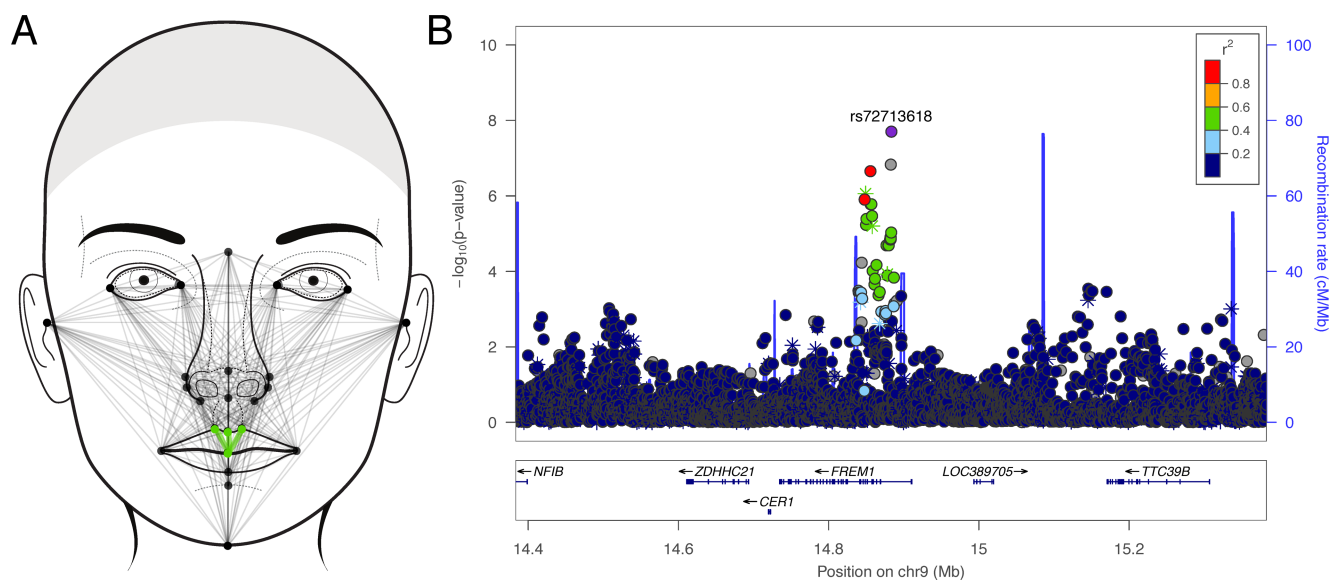 A
B
10
8
6
4
2
0
−log10(p−value)
rs72713618
r2
0.8
0.6
0.4
0.2
100
80
60
40
20
0
Recombination rate (cM/Mb)
NFIB
ZDHHC21
FREM1
LOC389705
TTC39B
CER1
14.4
14.6
14.8
15
15.2
Position on chr9 (Mb)